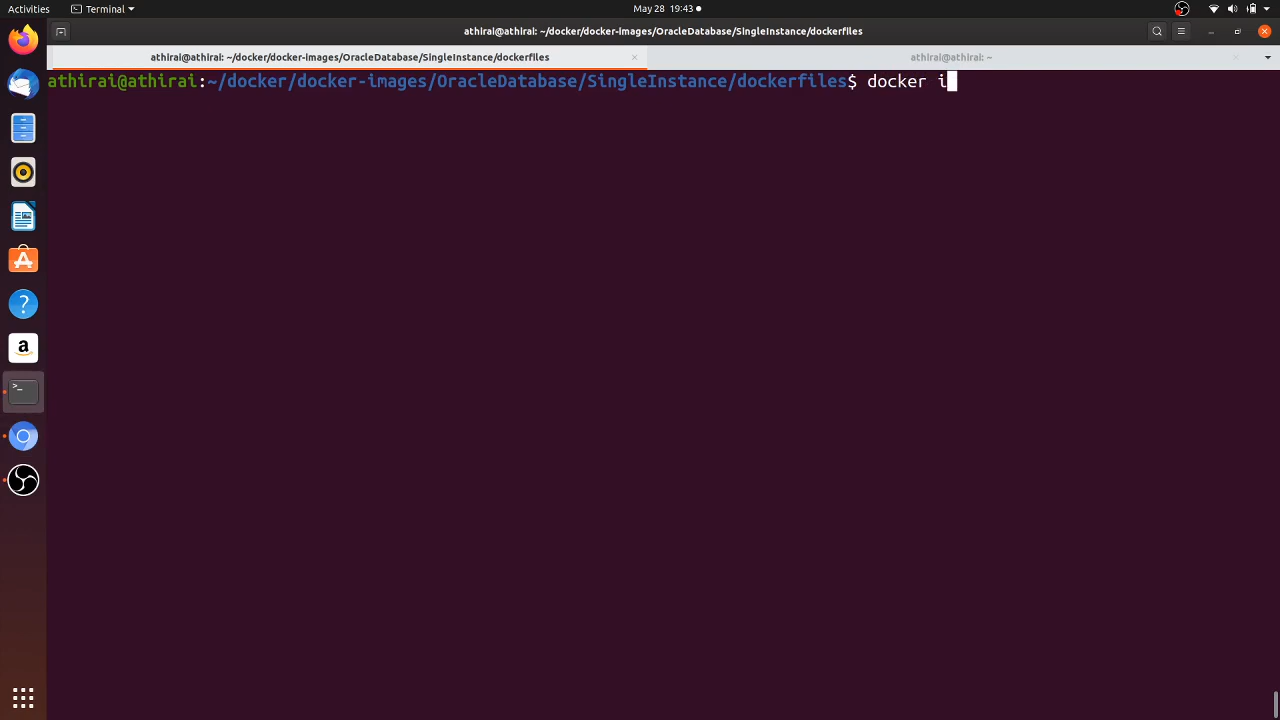 Activities
Terminal
May 28 19:43
athirai@athirai: ~/docker/docker-images/OracleDatabase/SingleInstance/dockerfiles
athirai@athirai: ~/docker/docker-images/OracleDatabase/SingleInstance/dockerfiles
athirai@athirai: ~
athirai@athirai:~/docker/docker-images/OracleDatabase/SingleInstance/dockerfiles$ docker i